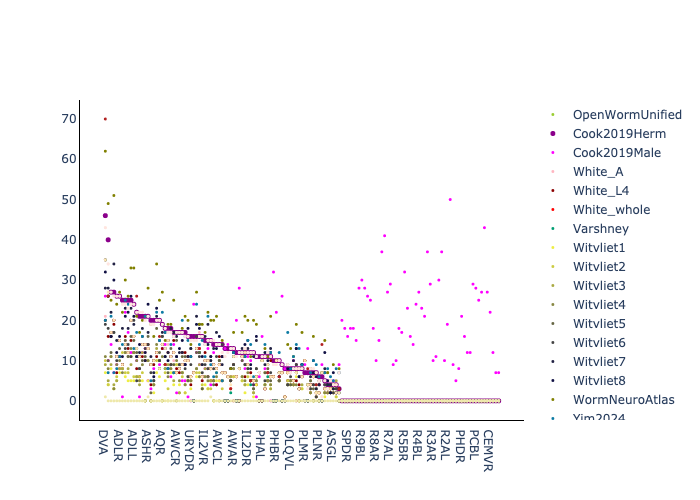 70
60
50
40
30
20
10
0
DVA
ADLR
ADLL
ASHR
AQR
AWCR
URYDR
IL2VR
AWCL
AWAR
IL2DR
PHAL
PHBR
OLQVL
PLMR
PLNR
ASGL
SPDR
R9BL
R8AR
R7AL
R5BR
R4BL
R3AR
R2AL
PHDR
PCBL
CEMVR
OpenWormUnified
Cook2019Herm
Cook2019Male
White_A
White_L4
White_whole
Varshney
Witvliet1
Witvliet2
Witvliet3
Witvliet4
Witvliet5
Witvliet6
Witvliet7
Witvliet8
WormNeuroAtlas
Yim2024